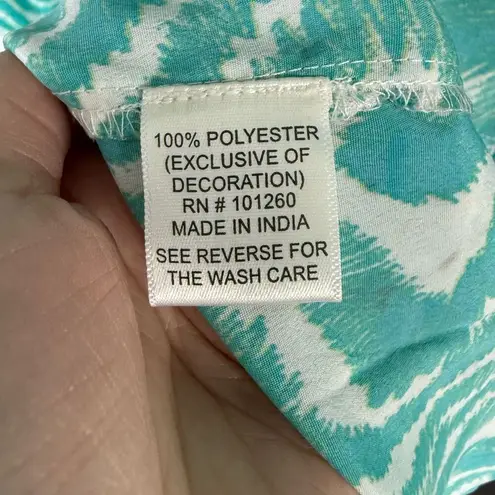 100% POLYESTER
(EXCLUSIVE OF
DECORATION)
RN # 101260
MADE IN INDIA
SEE REVERSE FOR
THE WASH CARE